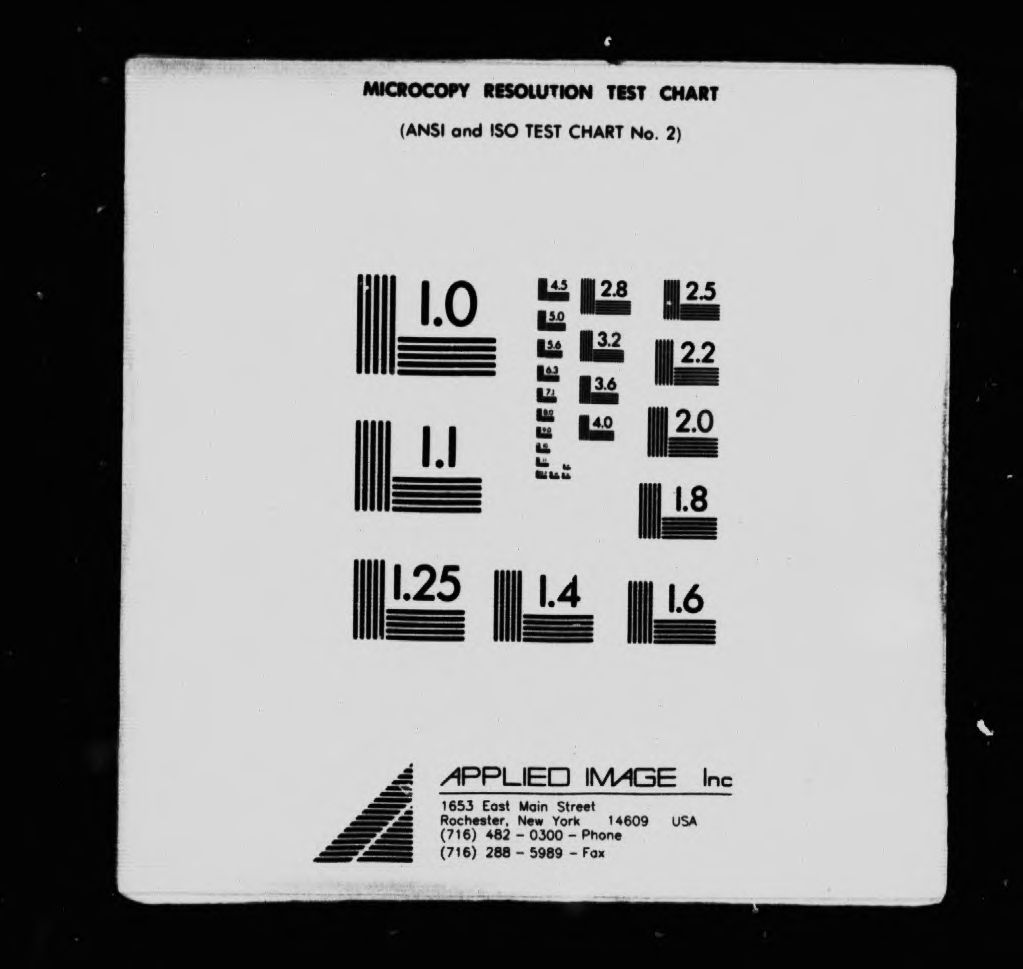 MICROCOPY RESOLUTION TEST CHART
(ANSI and ISO TEST CHART No. 2)
1.0
4.5 2.8 2.5
5.0
5.6 3.2 2.2
6.3
7.1 3.6
8.0 4.0 2.0
9.0
1.1
1.8
1.25 1.4 1.6
APPLIED IMAGE Inc
1653 East Main Street
Rochester, New York 14609 USA
(716) 482 - 0300 - Phone
(716) 288 - 5989 - Fax